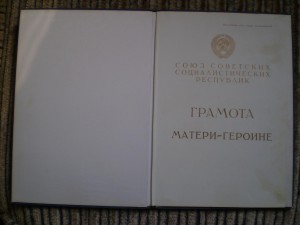 СОЮЗ СОВЕТСКИХ
СОЦИАЛИСТИЧЕСКИХ
РЕСПУБЛИК
ГРАМОТА
МАТЕРИ-ГЕРОИНЕ